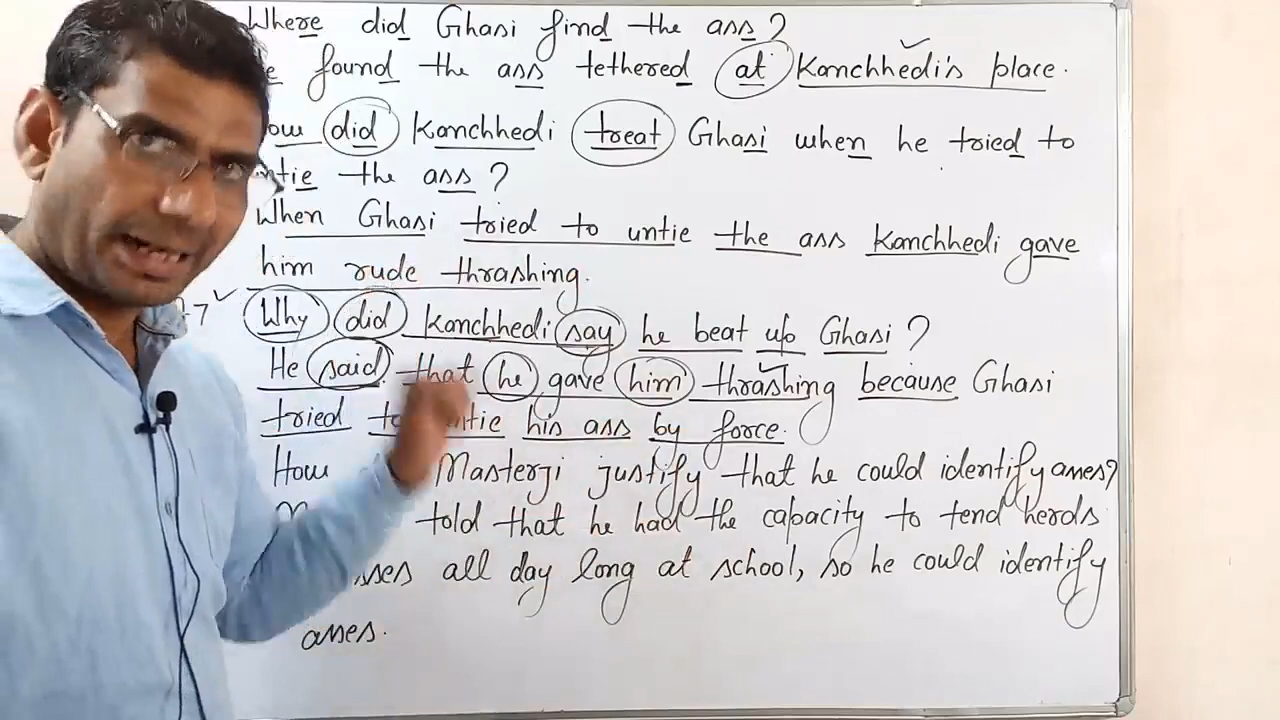 Where did Ghasi find the ass ?
found the ass tethered at Kanchhedi's place.
did Kanchhedi treat Ghasi when he tried to
the ass ?
When Ghasi tried to untie the ass Kanchhedi gave
him rude thrashing.
7 Why did Kanchhedi say he beat up Ghasi ?
He said that he gave him thrashing because Ghasi
tried his ass by force.
How Masterji justify that he could identify asses?
told that he had the capacity to tend herds
all day long at school, so he could identify
asses.